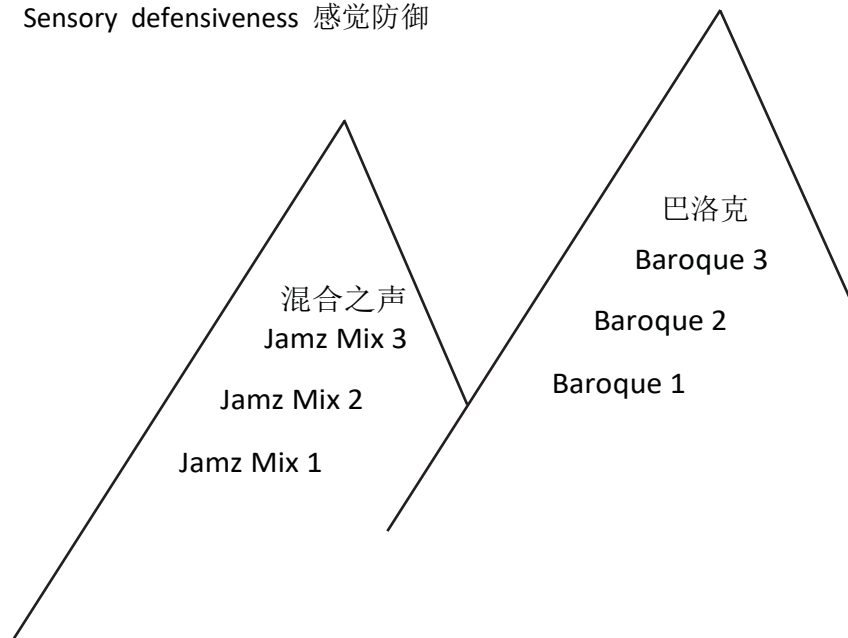 Sensory defensiveness 感觉防御
混合之声
Jamz Mix 3
Jamz Mix 2
Jamz Mix 1
巴洛克
Baroque 3
Baroque 2
Baroque 1